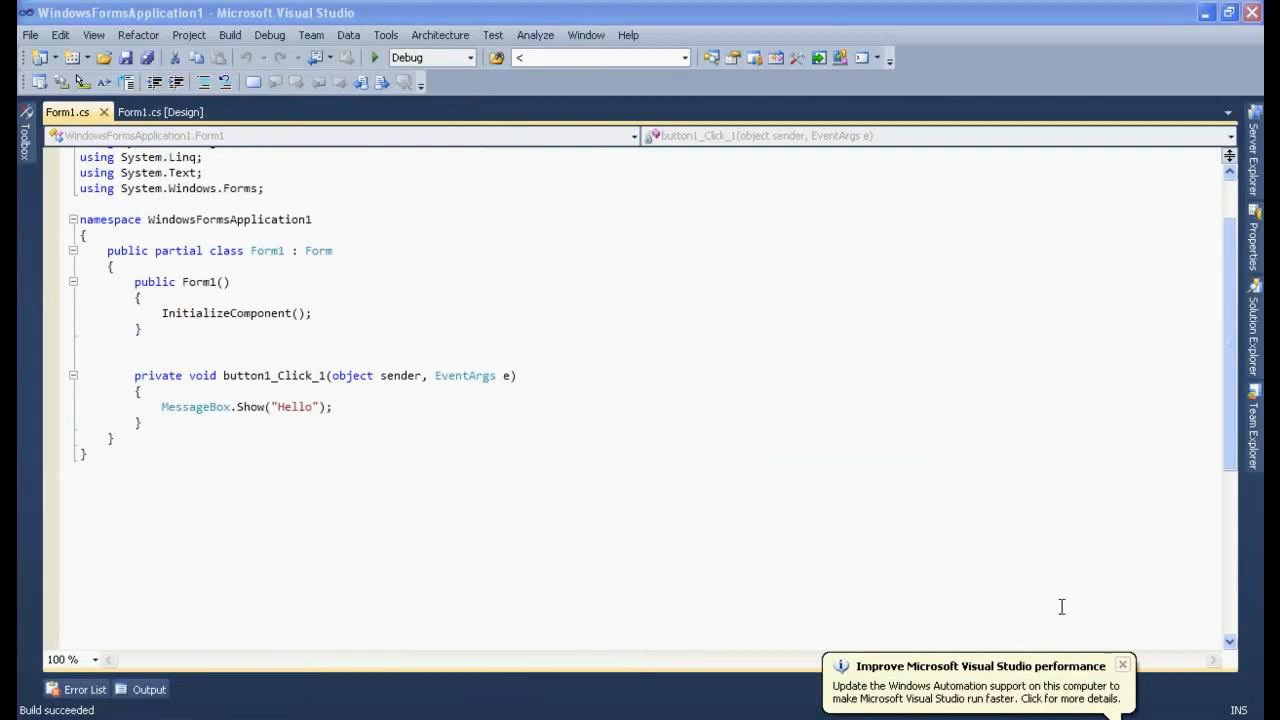 WindowsFormsApplication1 - Microsoft Visual Studio
File Edit View Refactor Project Build Debug Team Data Tools Architecture Test Analyze Window Help
Debug <
Form1.cs Form1.cs [Design]
WindowsFormsApplication1.Form1 button1_Click_1(object sender, EventArgs e)
using System.Linq;
using System.Text;
using System.Windows.Forms;
namespace WindowsFormsApplication1
{
public partial class Form1 : Form
{
public Form1()
{
InitializeComponent();
}
private void button1_Click_1(object sender, EventArgs e)
{
MessageBox.Show("Hello");
}
}
}
Toolbox
Server Explorer
Properties
Solution Explorer
Team Explorer
100 %
Improve Microsoft Visual Studio performance
Update the Windows Automation support on this computer to
make Microsoft Visual Studio run faster. Click for more details.
Error List Output
Build succeeded INS